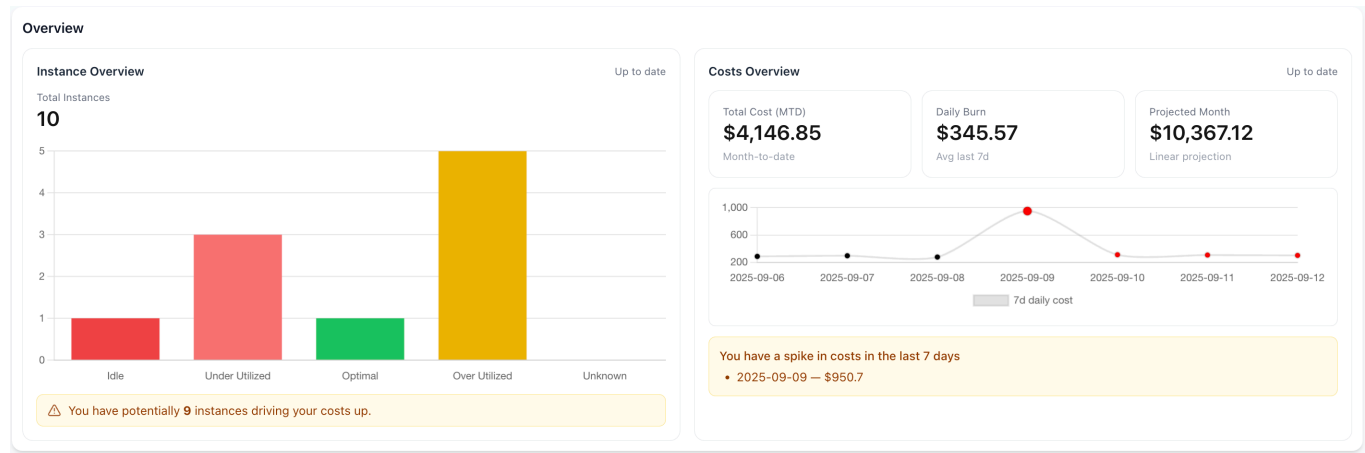 Overview
Instance Overview
Up to date
Total Instances
10
5
4
3
2
1
0
Idle
Under Utilized
Optimal
Over Utilized
Unknown
You have potentially 9 instances driving your costs up.
Costs Overview
Up to date
Total Cost (MTD)
$4,146.85
Month-to-date
Daily Burn
$345.57
Avg last 7d
Projected Month
$10,367.12
Linear projection
1,000
600
200
2025-09-06
2025-09-07
2025-09-08
2025-09-09
2025-09-10
2025-09-11
2025-09-12
7d daily cost
You have a spike in costs in the last 7 days
• 2025-09-09 — $950.7